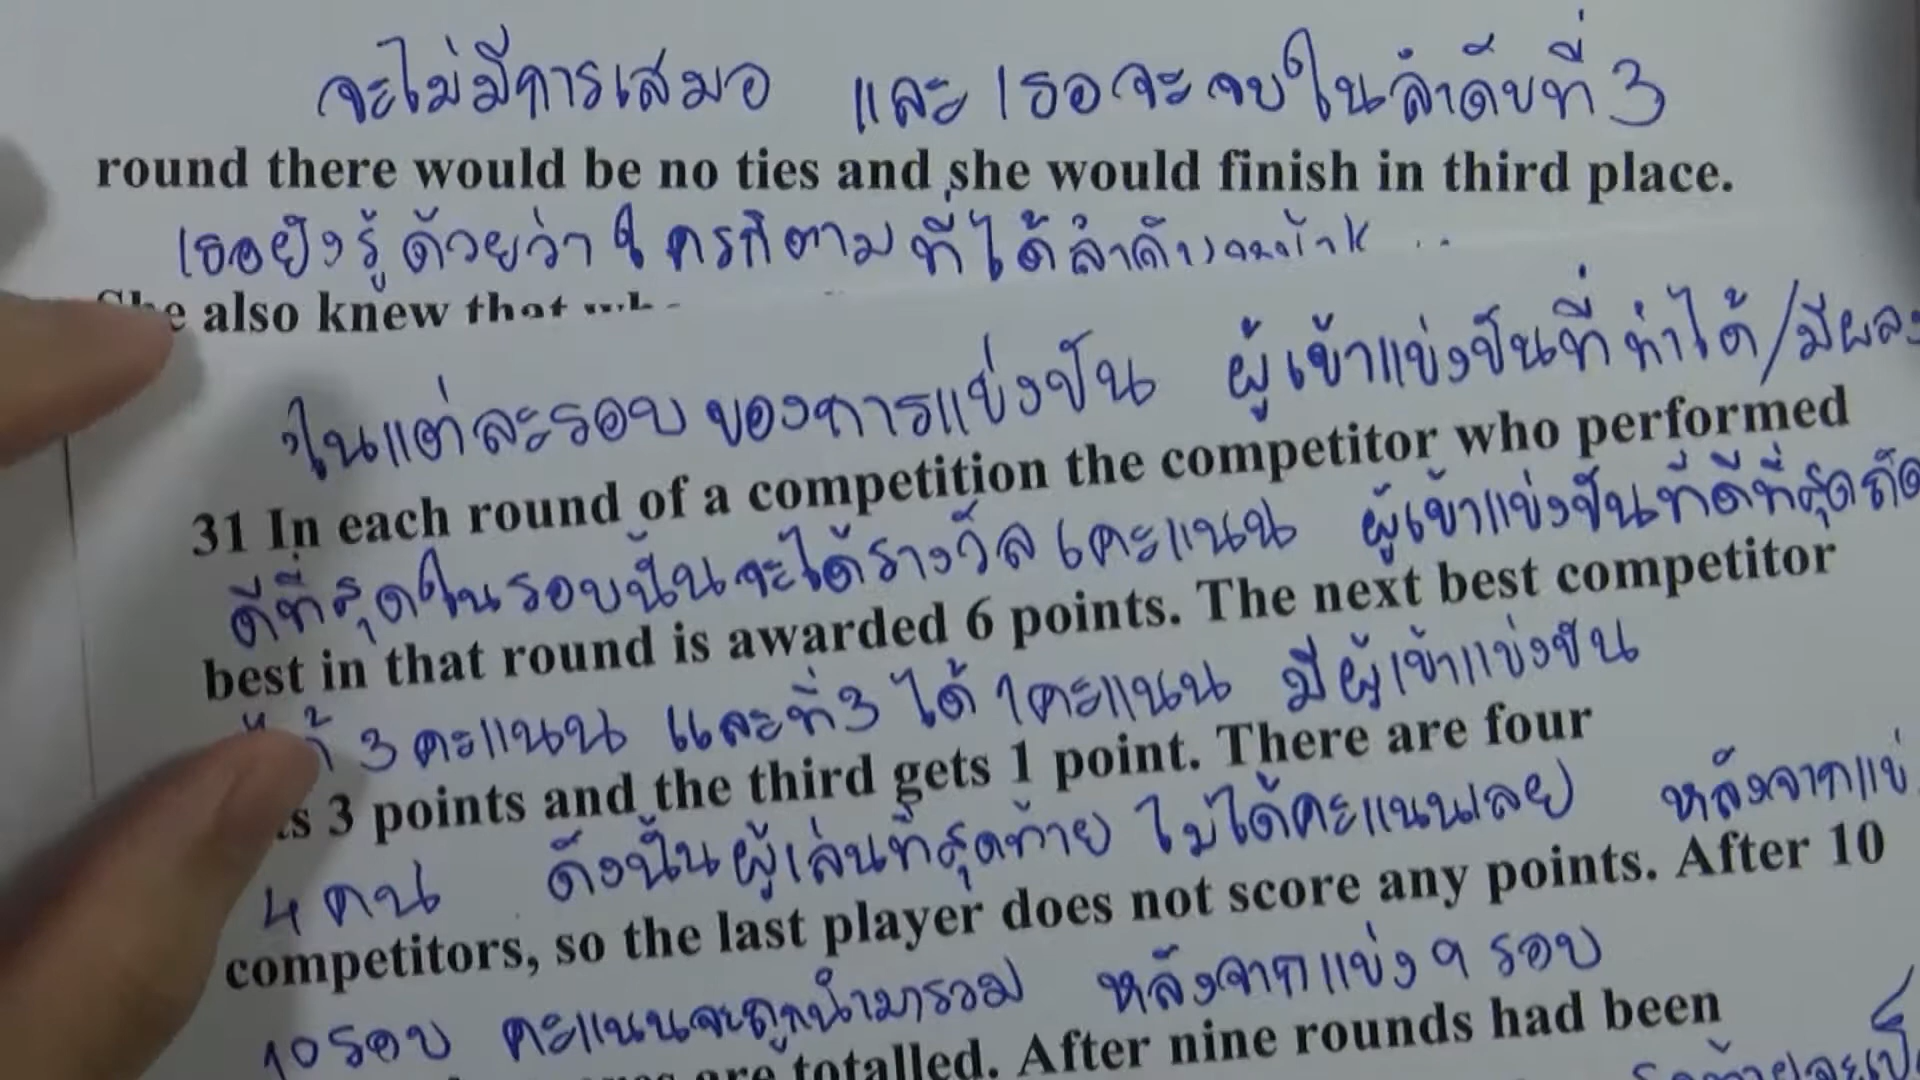 จะไม่มีการเสมอ และ เธอจะจบในลำดับที่ 3
round there would be no ties and she would finish in third place.
เธอยังรู้ด้วยว่าใครก็ตามที่ได้ลำดับ
She also knew that
ในแต่ละรอบของการแข่งขัน ผู้เข้าแข่งขันที่ทำได้/มีผลง
31 In each round of a competition the competitor who performed
ดีที่สุดในรอบนั้นจะได้รางวัล 6 คะแนน ผู้เข้าแข่งขันที่ดีที่สุดถัด
best in that round is awarded 6 points. The next best competitor
3 คะแนน และที่ 3 ได้ 1 คะแนน มีผู้เข้าแข่งขัน
3 points and the third gets 1 point. There are four
4 คน ดังนั้นผู้เล่นที่สุดท้าย ไม่ได้คะแนนเลย หลังจากแข่
competitors, so the last player does not score any points. After 10
10 รอบ คะแนนจะถูกนำมารวม หลังจากแข่ง 9 รอบ
are totalled. After nine rounds had been